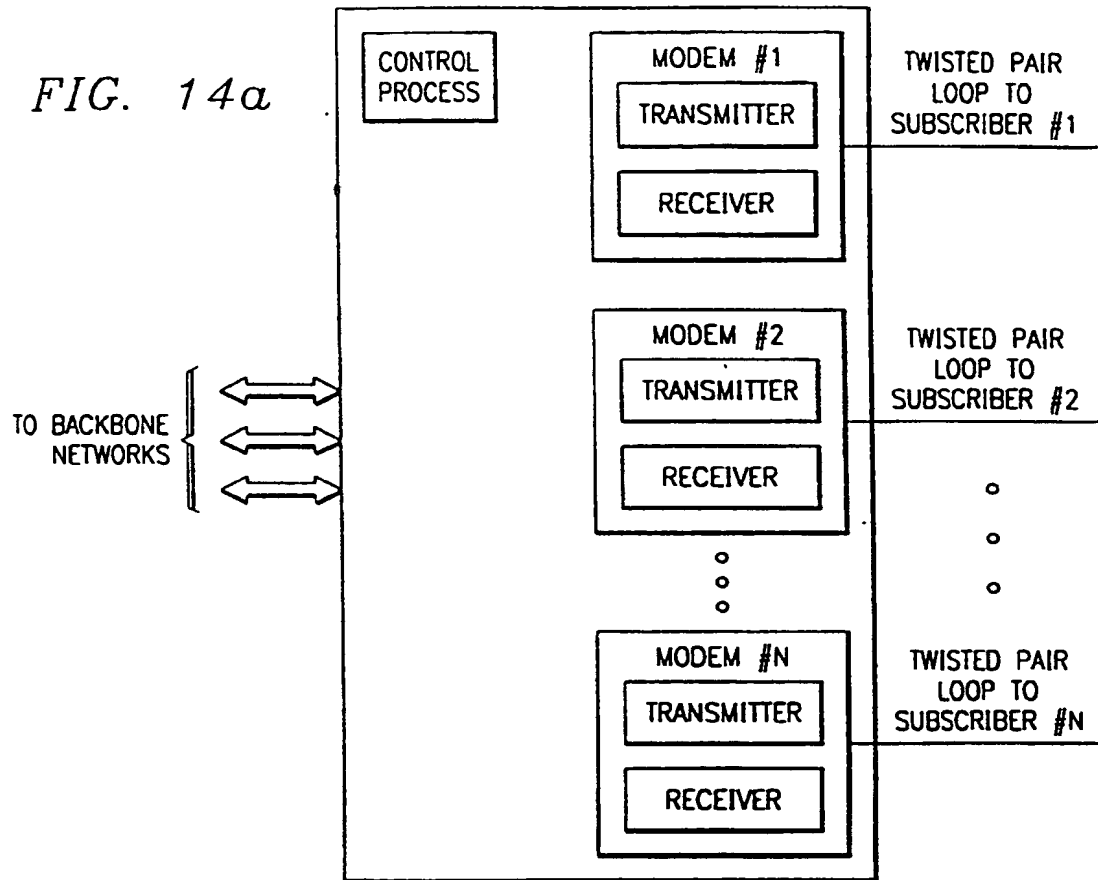 FIG. 14a
CONTROL
PROCESS
MODEM #1
TRANSMITTER
RECEIVER
TWISTED PAIR
LOOP TO
SUBSCRIBER #1
MODEM #2
TRANSMITTER
RECEIVER
TWISTED PAIR
LOOP TO
SUBSCRIBER #2
TO BACKBONE
NETWORKS
MODEM #N
TRANSMITTER
RECEIVER
TWISTED PAIR
LOOP TO
SUBSCRIBER #N